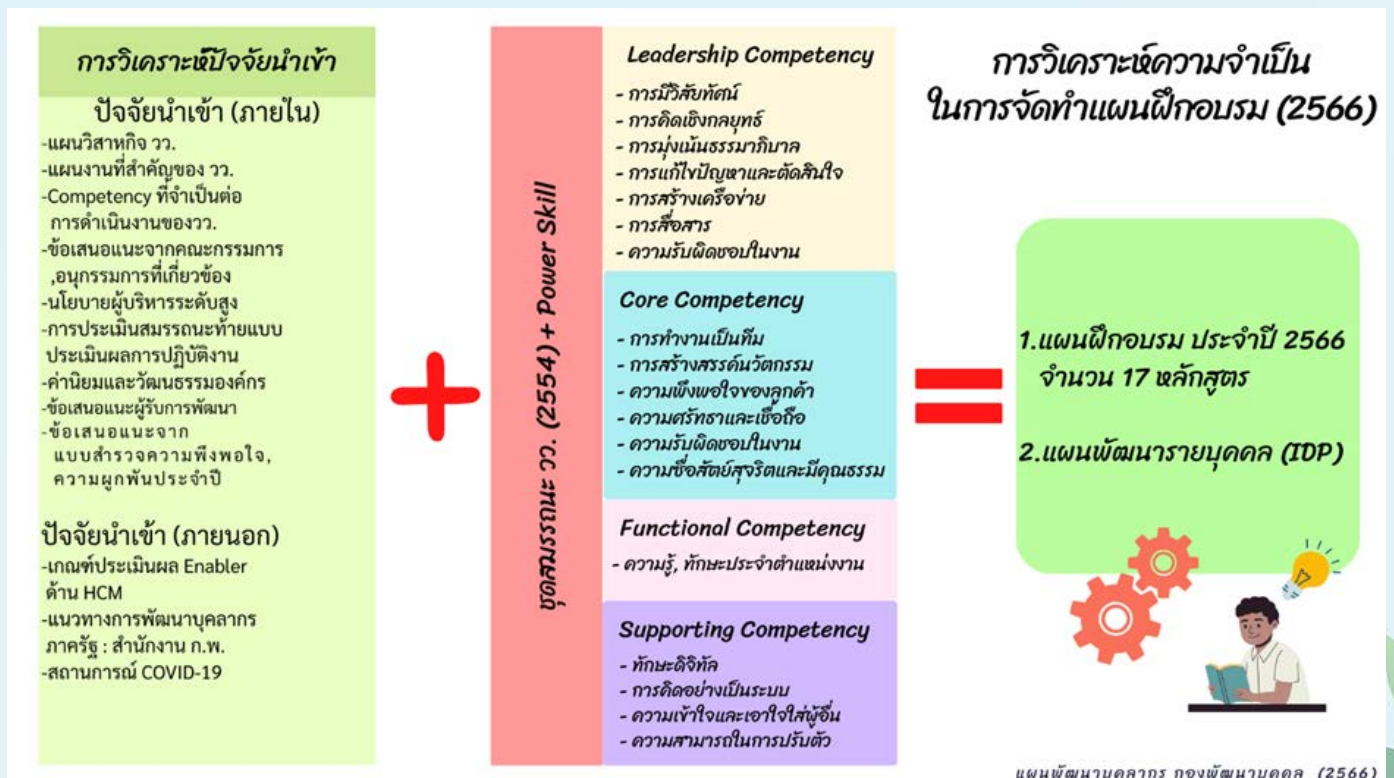 การวิเคราะห์ปัจจัยนำเข้า
ปัจจัยนำเข้า (ภายใน)
-แผนวิสาหกิจ วว.
-แผนงานที่สำคัญของ วว.
-Competency ที่จำเป็นต่อ
การดำเนินงานของวว.
-ข้อเสนอแนะจากคณะกรรมการ
,อนุกรรมการที่เกี่ยวข้อง
-นโยบายผู้บริหารระดับสูง
-การประเมินสมรรถนะท้ายแบบ
ประเมินผลการปฏิบัติงาน
-ค่านิยมและวัฒนธรรมองค์กร
-ข้อเสนอแนะผู้รับการพัฒนา
-ข้อเสนอแนะจาก
แบบสำรวจความพึงพอใจ,
ความผูกพันประจำปี
ปัจจัยนำเข้า (ภายนอก)
-เกณฑ์ประเมินผล Enabler
ด้าน HCM
-แนวทางการพัฒนาบุคลากร
ภาครัฐ : สำนักงาน ก.พ.
-สถานการณ์ COVID-19
+
ชุดสมรรถนะ วว. (2554) + Power Skill
Leadership Competency
- การมีวิสัยทัศน์
- การคิดเชิงกลยุทธ์
- การมุ่งเน้นธรรมาภิบาล
- การแก้ไขปัญหาและตัดสินใจ
- การสร้างเครือข่าย
- การสื่อสาร
- ความรับผิดชอบในงาน
Core Competency
- การทำงานเป็นทีม
- การสร้างสรรค์นวัตกรรม
- ความพึงพอใจของลูกค้า
- ความศรัทธาและเชื่อถือ
- ความรับผิดชอบในงาน
- ความซื่อสัตย์สุจริตและมีคุณธรรม
Functional Competency
- ความรู้, ทักษะประจำตำแหน่งงาน
Supporting Competency
- ทักษะดิจิทัล
- การคิดอย่างเป็นระบบ
- ความเข้าใจและเอาใจใส่ผู้อื่น
- ความสามารถในการปรับตัว
=
การวิเคราะห์ความจำเป็น
ในการจัดทำแผนฝึกอบรม (2566)
1.แผนฝึกอบรม ประจำปี 2566
จำนวน 17 หลักสูตร
2.แผนพัฒนารายบุคคล (IDP)
แผนพัฒนาบุคลากร กองพัฒนาบุคคล (2566)